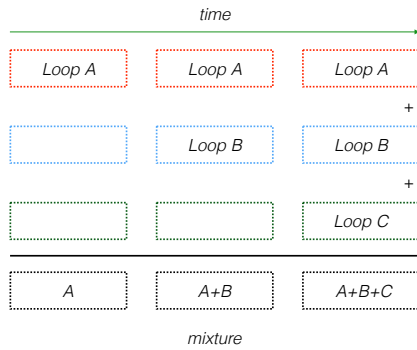 time
Loop A Loop A Loop A
+
Loop B Loop B
+
Loop C
A A+B A+B+C
mixture